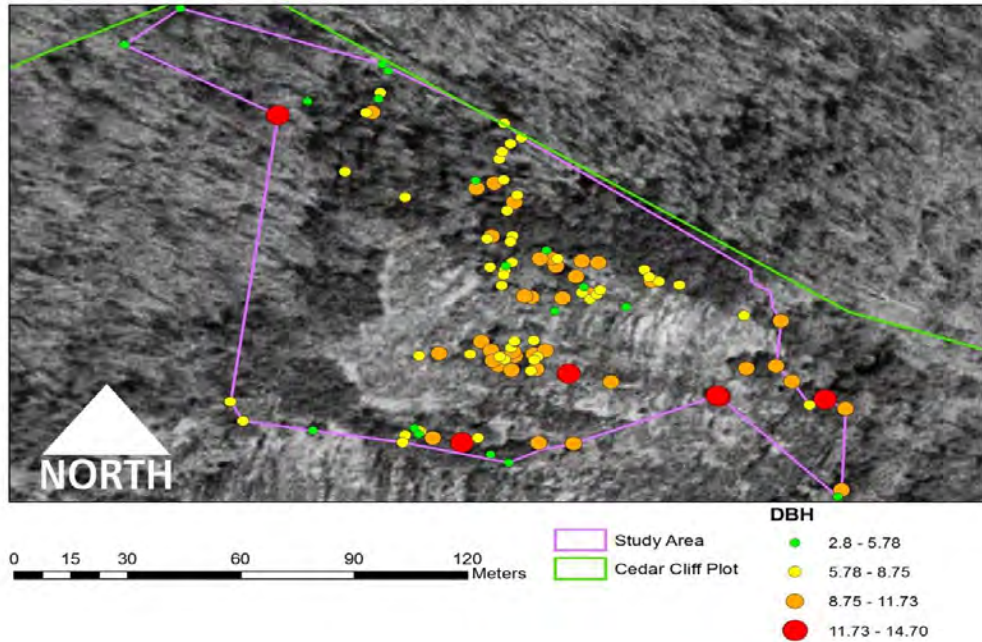 NORTH
0 15 30 60 90 120
Meters
Study Area
Cedar Cliff Plot
DBH
2.8 - 5.78
5.78 - 8.75
8.75 - 11.73
11.73 - 14.70